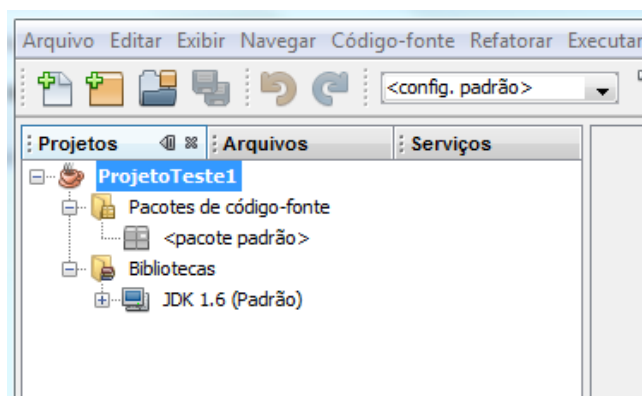 Arquivo Editar Exibir Navegar Código-fonte Refatorar Executar
<config. padrão>
Projetos Arquivos Serviços
ProjetoTeste1
Pacotes de código-fonte
<pacote padrão>
Bibliotecas
JDK 1.6 (Padrão)